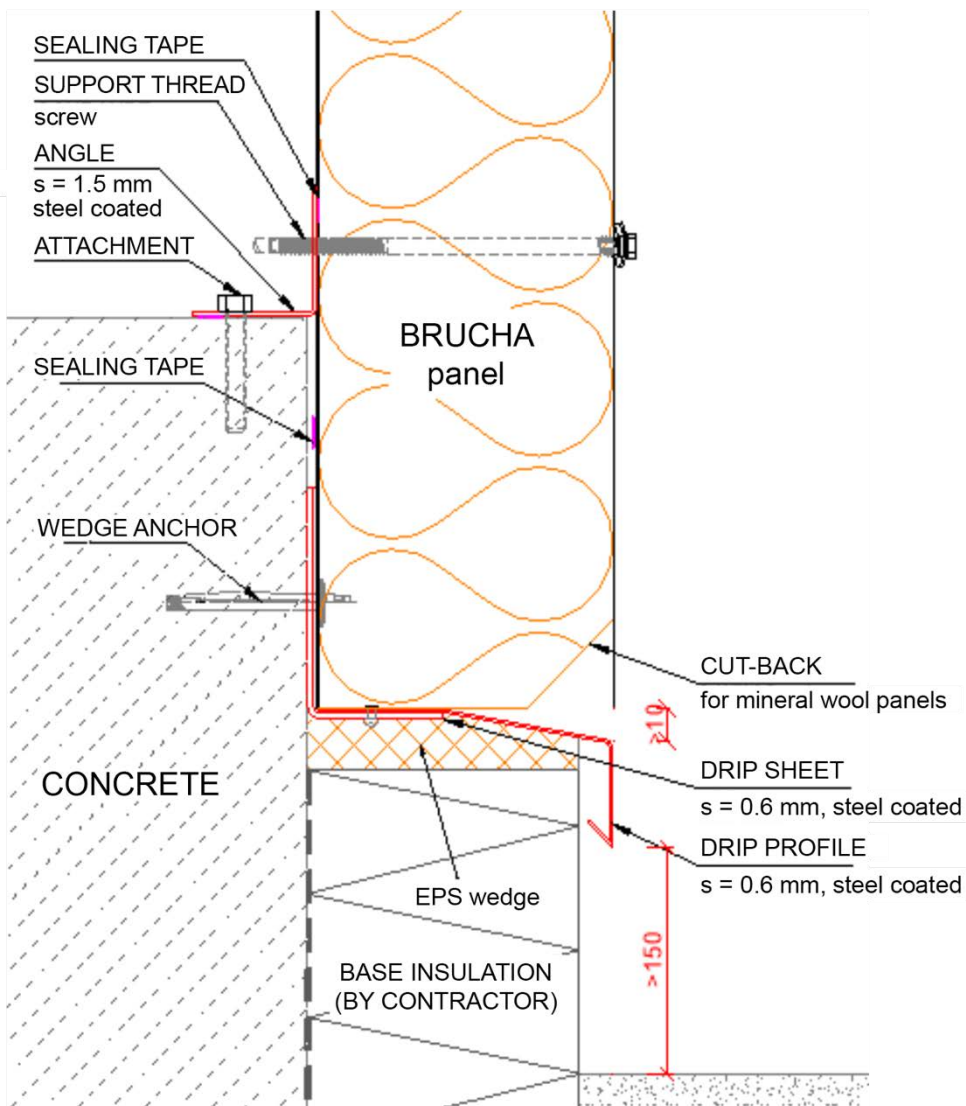 SEALING TAPE
SUPPORT THREAD
screw
ANGLE
s = 1.5 mm
steel coated
ATTACHMENT
SEALING TAPE
BRUCHA
panel
WEDGE ANCHOR
CUT-BACK
for mineral wool panels
≥10
CONCRETE
DRIP SHEET
s = 0.6 mm, steel coated
DRIP PROFILE
s = 0.6 mm, steel coated
EPS wedge
>150
BASE INSULATION
(BY CONTRACTOR)